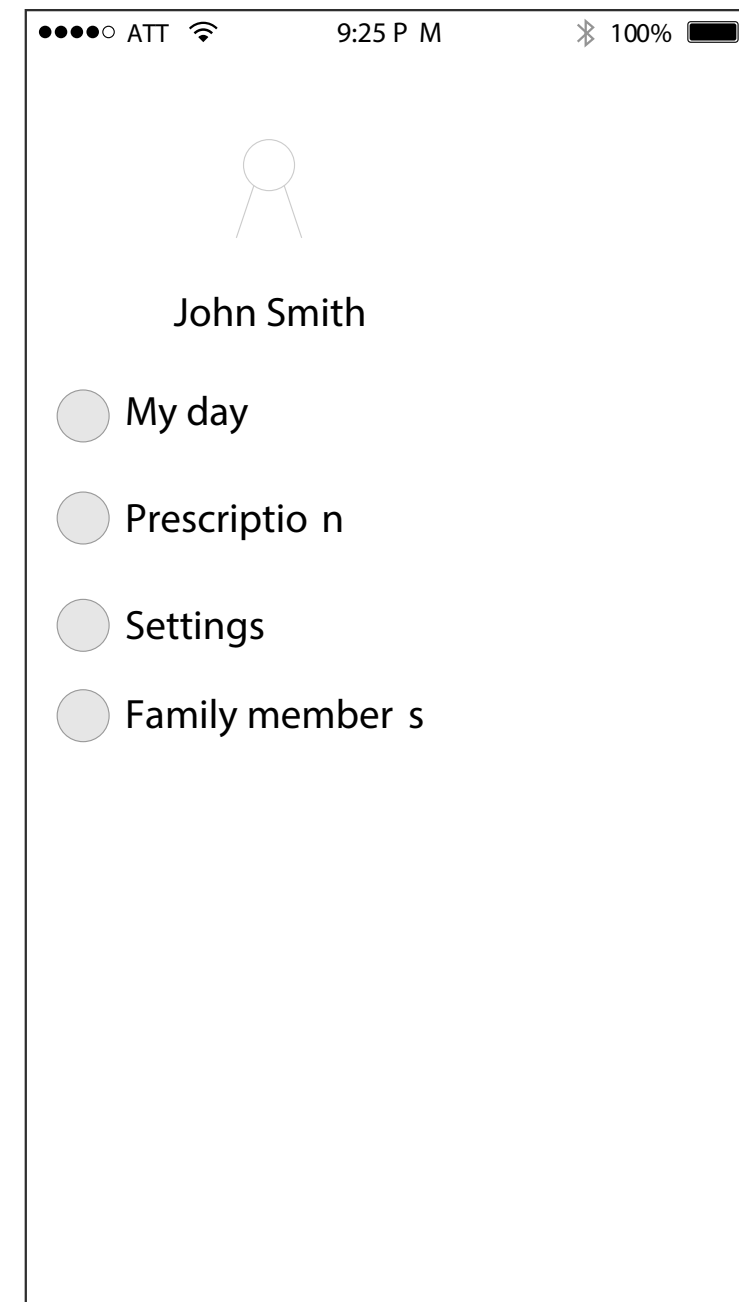 ATT 9:25 P M 100%
John Smith
My day
Prescriptio n
Settings
Family member s